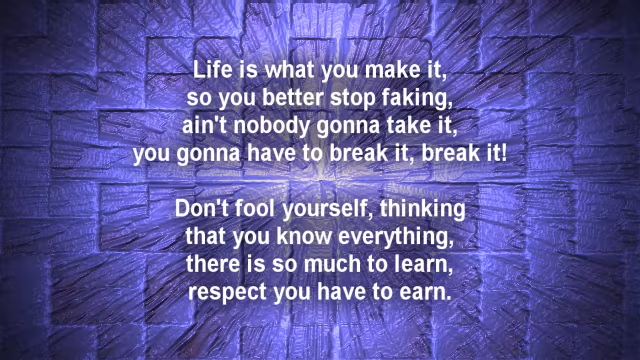 Life is what you make it,
so you better stop faking,
ain't nobody gonna take it,
you gonna have to break it, break it!
Don't fool yourself, thinking
that you know everything,
there is so much to learn,
respect you have to earn.